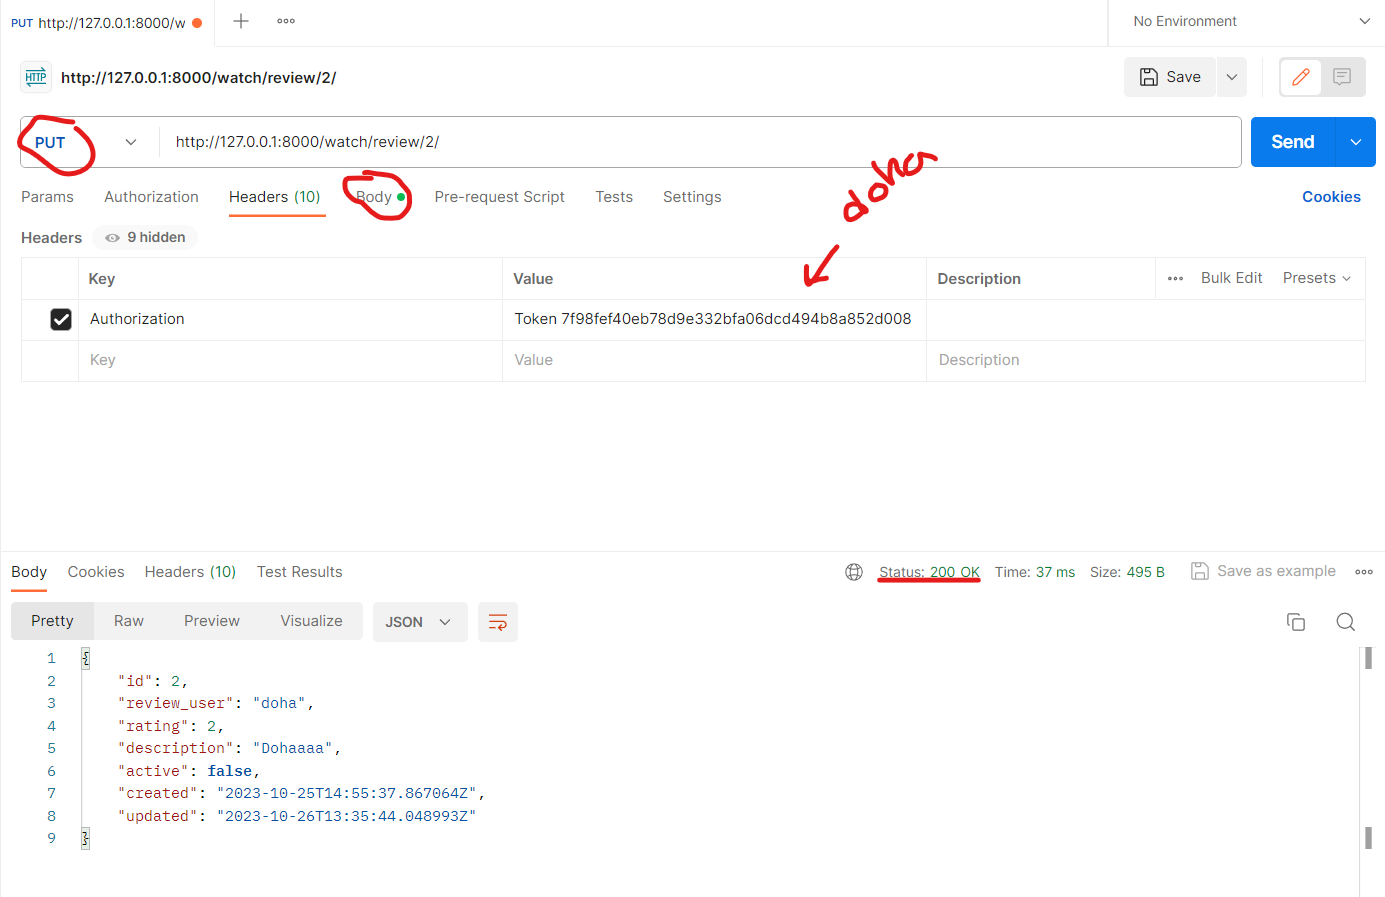 PUT http://127.0.0.1:8000/w
No Environment
HTTP http://127.0.0.1:8000/watch/review/2/
Save
PUT http://127.0.0.1:8000/watch/review/2/
Send
doha
Params Authorization Headers (10) Body Pre-request Script Tests Settings Cookies
Headers 9 hidden
Key Value Description Bulk Edit Presets
Authorization Token 7f98fef40eb78d9e332bfa06dcd494b8a852d008
Key Value Description
Body Cookies Headers (10) Test Results Status: 200 OK Time: 37 ms Size: 495 B Save as example
Pretty Raw Preview Visualize JSON
1 {
2 "id": 2,
3 "review_user": "doha",
4 "rating": 2,
5 "description": "Dohaaaa",
6 "active": false,
7 "created": "2023-10-25T14:55:37.867064Z",
8 "updated": "2023-10-26T13:35:44.048993Z"
9 }